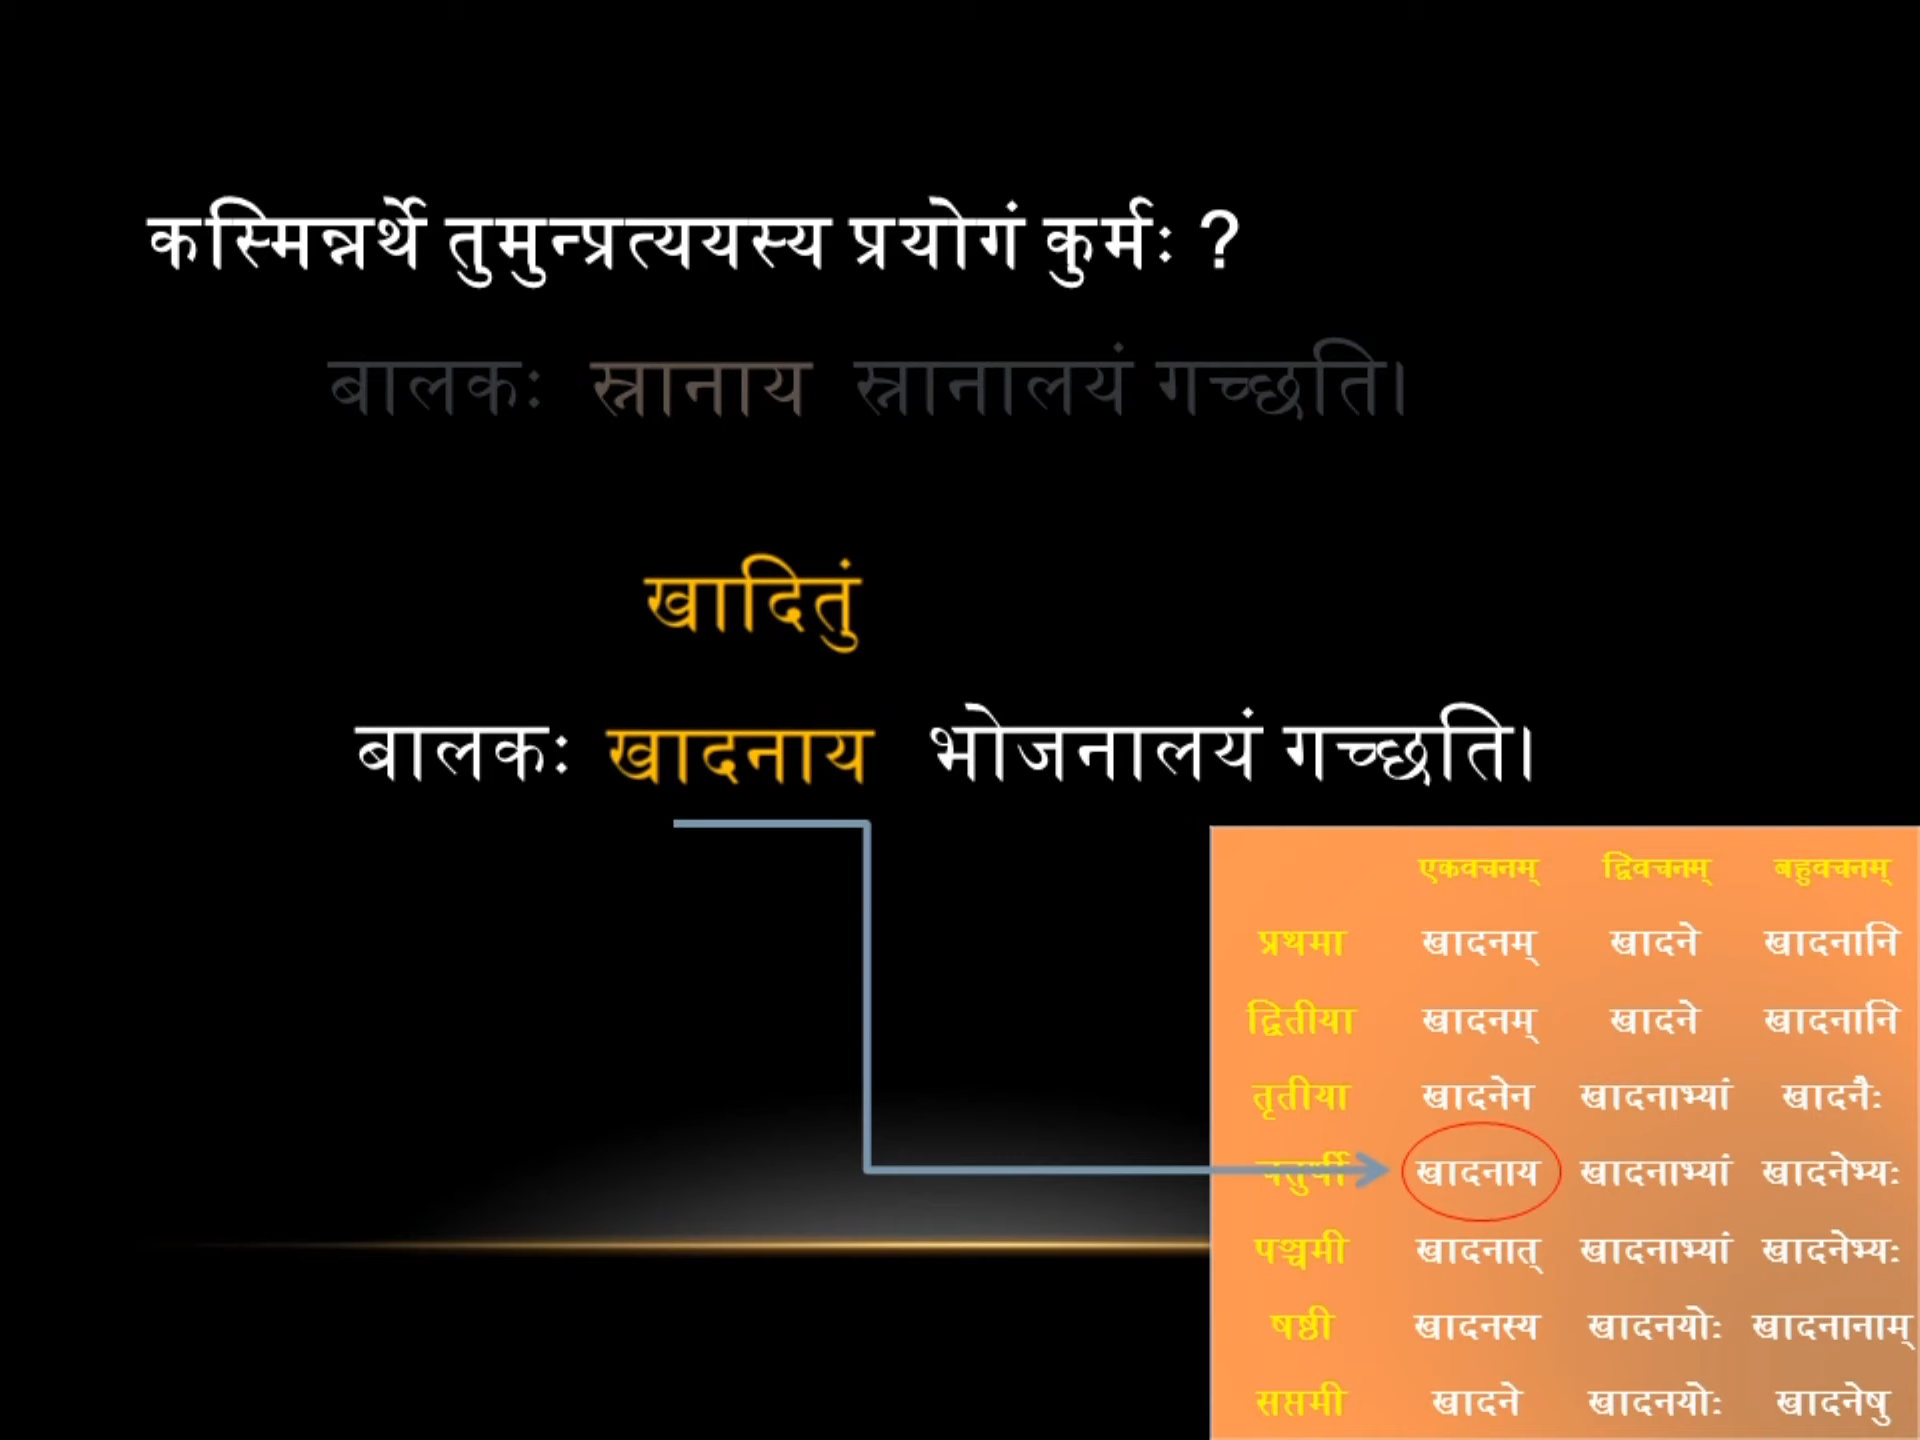 कस्मिन्नर्थे तुमुन्प्रत्ययस्य प्रयोगं कुर्मः ?
बालकः स्नानाय स्नानालयं गच्छति।
खादितुं
बालकः खादनाय भोजनालयं गच्छति।
एकवचनम् द्विवचनम् बहुवचनम्
प्रथमा खादनम् खादने खादनानि
द्वितीया खादनम् खादने खादनानि
तृतीया खादनेन खादनाभ्यां खादनैः
चतुर्थी खादनाय खादनाभ्यां खादनेभ्यः
पञ्चमी खादनात् खादनाभ्यां खादनेभ्यः
षष्ठी खादनस्य खादनयोः खादनानाम्
सप्तमी खादने खादनयोः खादनेषु